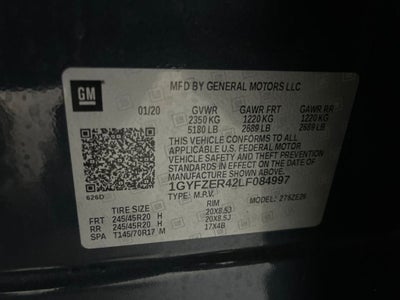 GM
MFD BY GENERAL MOTORS LLC
01/20 GVWR GAWR FRT GAWR RR
2350 KG 1220 KG 1220 KG
5180 LB 2689 LB 2689 LB
THIS VEHICLE CONFORMS TO ALL
APPLICABLE U.S. FEDERAL MOTOR
VEHICLE SAFETY, BUMPER, AND THEFT
PREVENTION STANDARDS IN EFFECT ON THE
DATE OF MANUFACTURE SHOWN ABOVE.
1GYFZER42LF084997
626D
TYPE: M.P.V. MODEL:
TIRE SIZE RIM
FRT 245/45R20 H 20X8.5J
RR 245/45R20 H 20X8.5J
SPA T145/70R17 M 17X4B